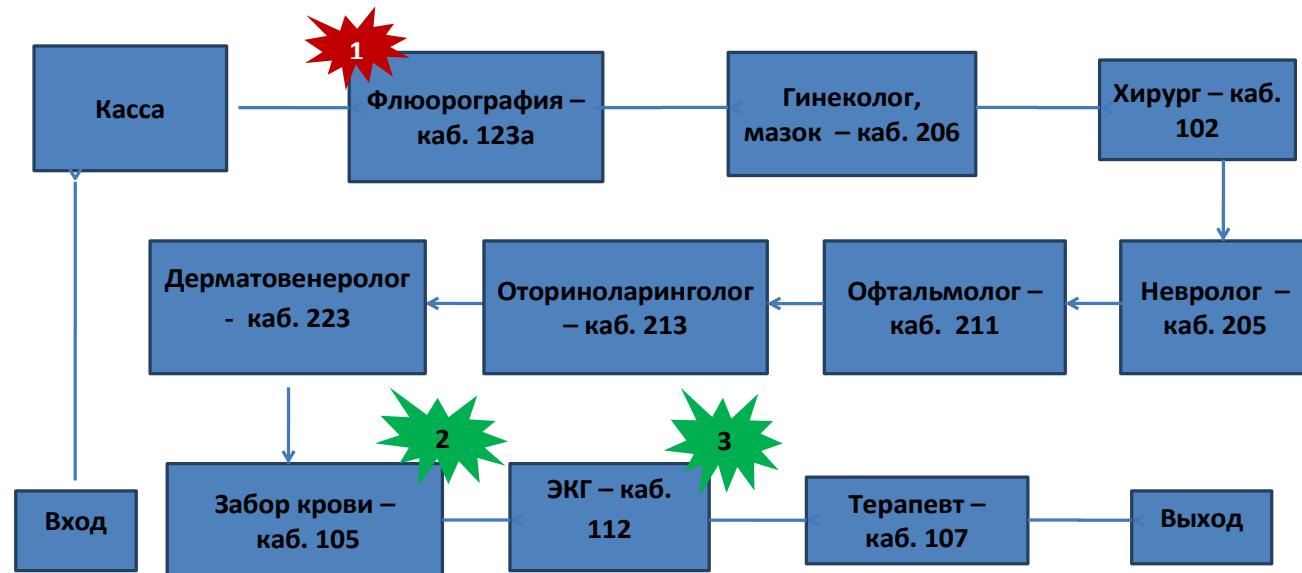 1
Касса
Флюорография –
каб. 123а
Гинеколог,
мазок – каб. 206
Хирург – каб.
102
Дерматовенеролог
- каб. 223
Оториноларинголог
– каб. 213
Офтальмолог –
каб. 211
Невролог –
каб. 205
2
3
Вход
Забор крови –
каб. 105
ЭКГ – каб.
112
Терапевт –
каб. 107
Выход